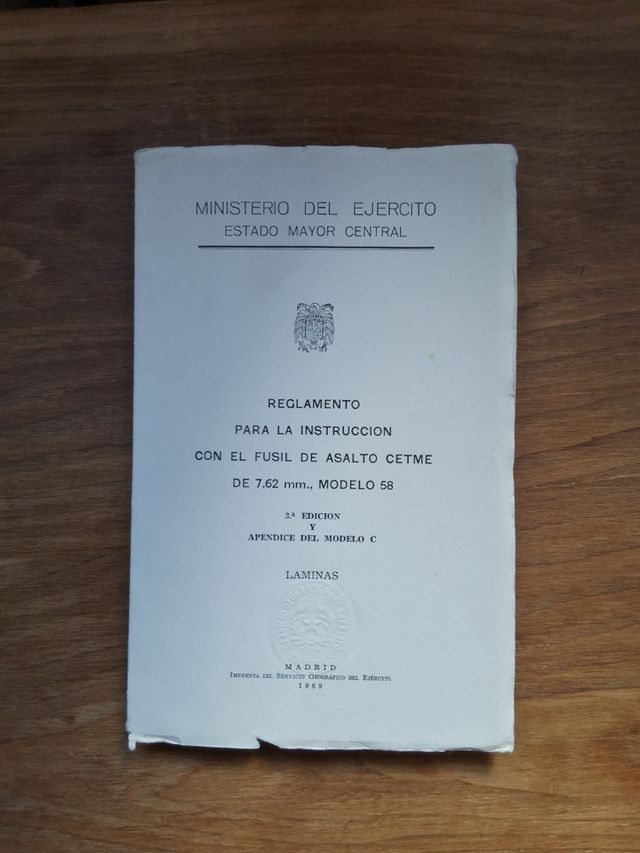 MINISTERIO DEL EJERCITO
ESTADO MAYOR CENTRAL
REGLAMENTO
PARA LA INSTRUCCION
CON EL FUSIL DE ASALTO CETME
DE 7,62 mm., MODELO 58
3.ª EDICION
Y
APENDICE DEL MODELO C
LAMINAS
MADRID
IMPRENTA DEL SERVICIO GEOGRÁFICO DEL EJÉRCITO
1969